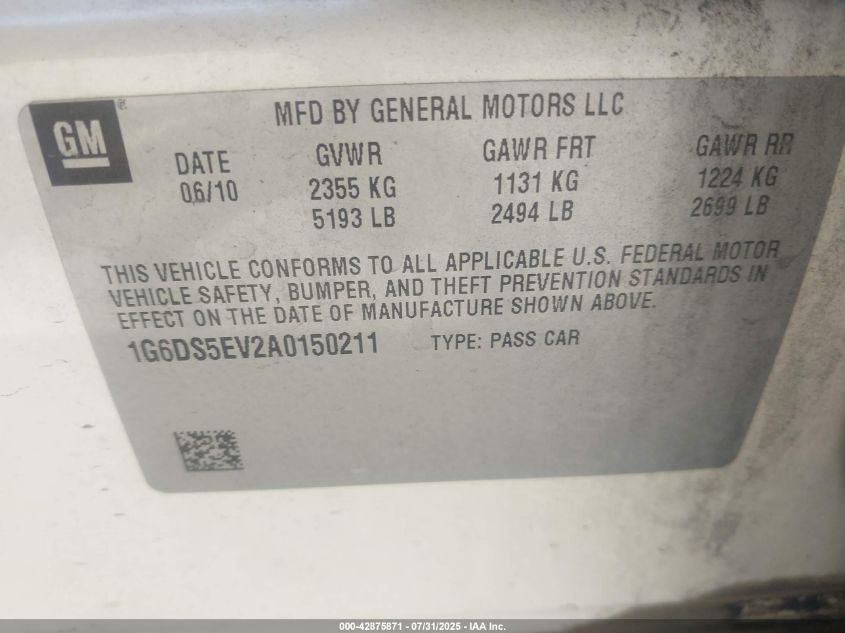 GM®
MFD BY GENERAL MOTORS LLC
DATE GVWR GAWR FRT GAWR RR
06/10 2355 KG 1131 KG 1224 KG
5193 LB 2494 LB 2699 LB
THIS VEHICLE CONFORMS TO ALL APPLICABLE U.S. FEDERAL MOTOR
VEHICLE SAFETY, BUMPER, AND THEFT PREVENTION STANDARDS IN
EFFECT ON THE DATE OF MANUFACTURE SHOWN ABOVE.
1G6DS5EV2A0150211 TYPE: PASS CAR
000-42875871 - 07/31/2025 - IAA Inc.